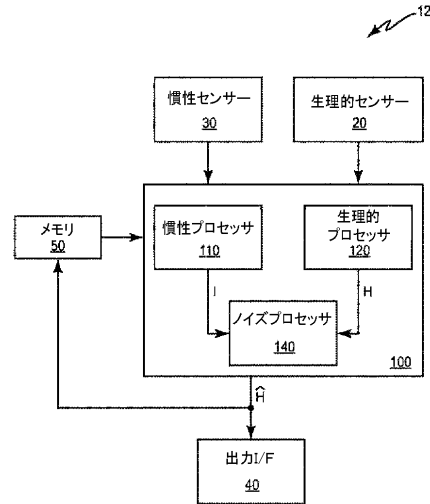 12
慣性センサー
30
生理的センサー
20
メモリ
50
慣性プロセッサ
110
生理的
プロセッサ
120
I
H
ノイズプロセッサ
140
100
Ĥ
出力I/F
40